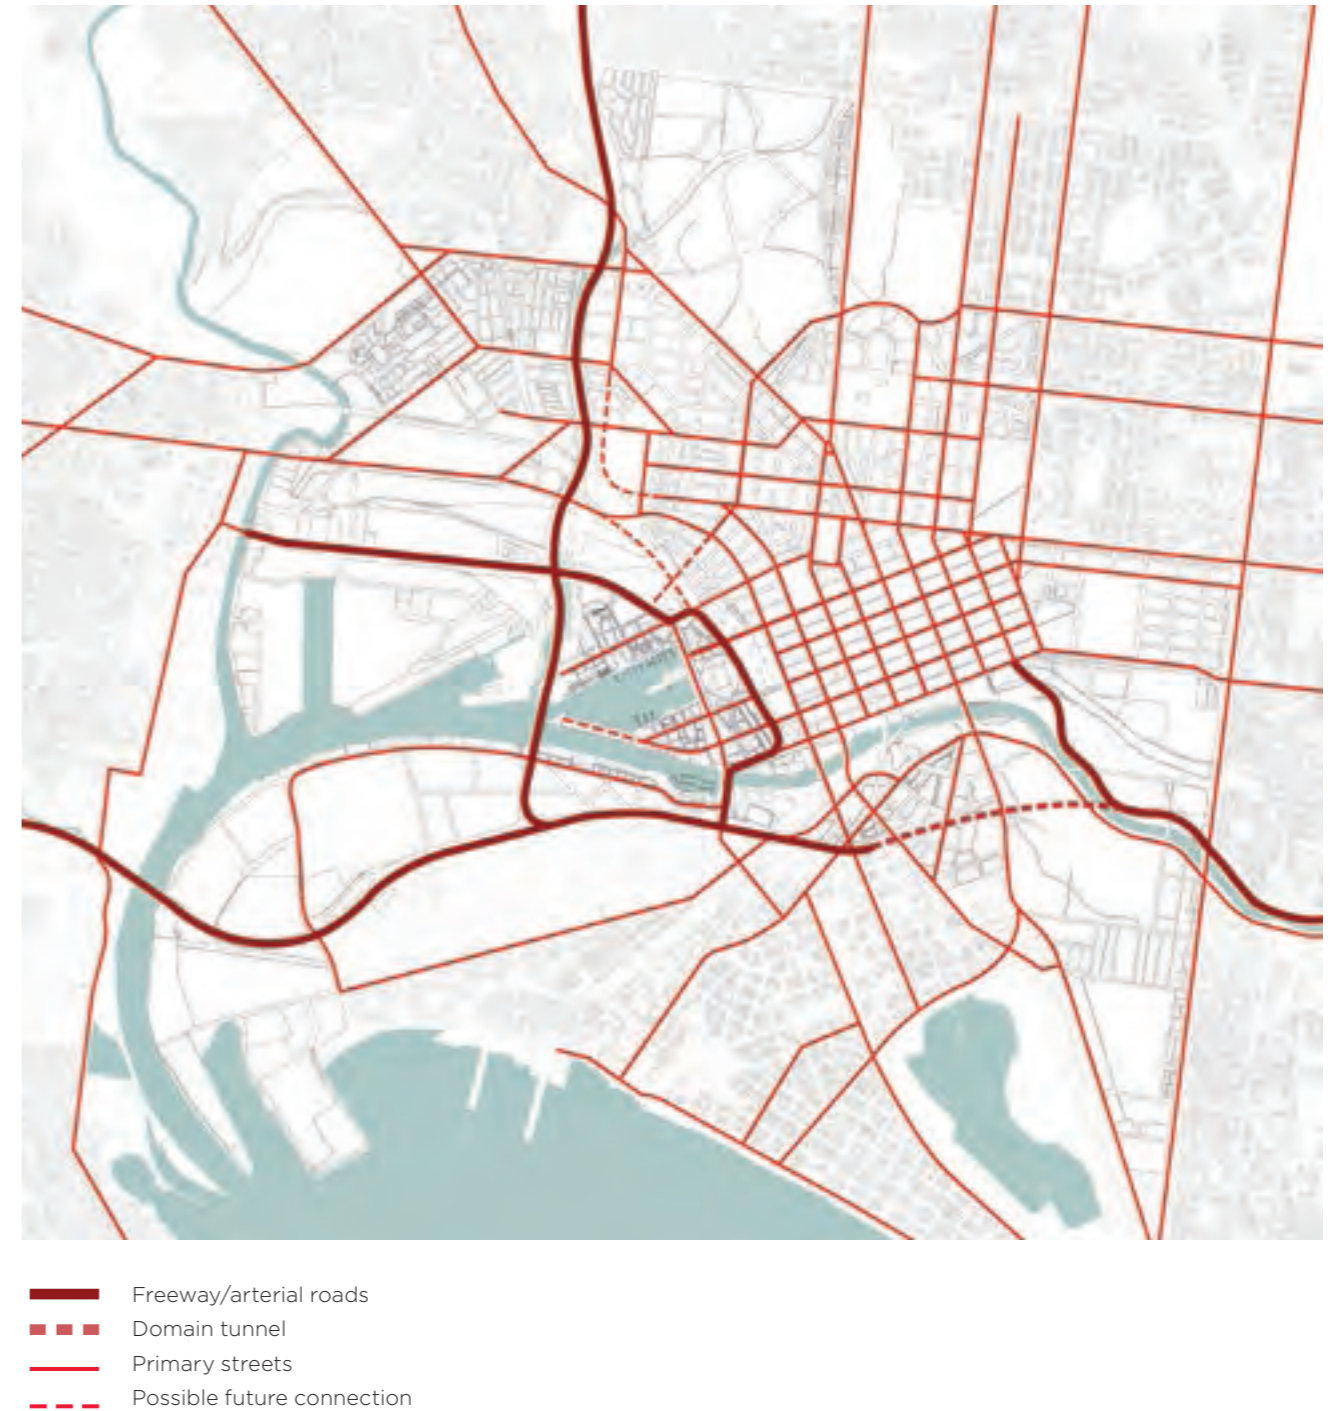 Freeway/arterial roads
Domain tunnel
Primary streets
Possible future connection